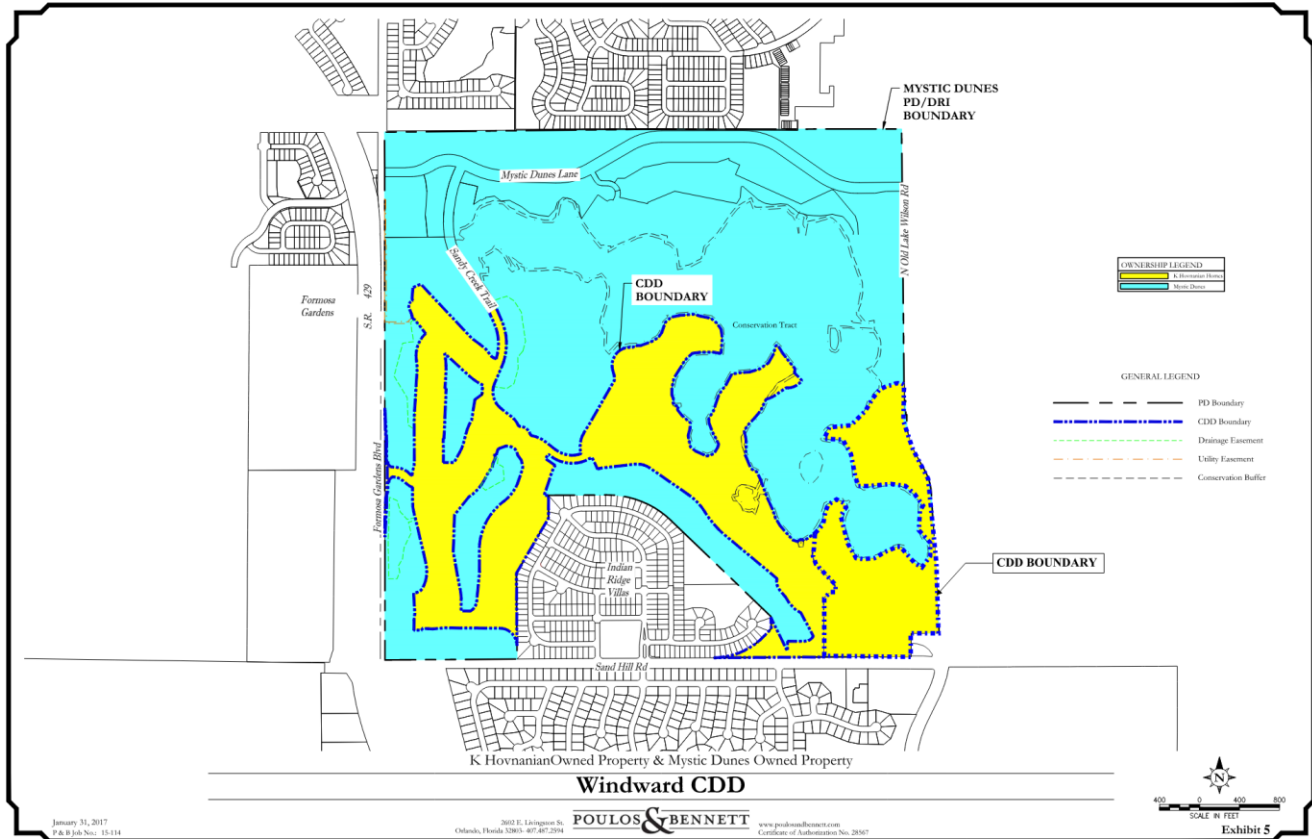 MYSTIC DUNES
PD/DRI
BOUNDARY
Mystic Dunes Lane
N Old Lake Wilson Rd
Sandy Creek Trail
CDD
BOUNDARY
OWNERSHIP LEGEND
K Hovnanian Homes
Mystic Dunes
Formosa
Gardens
S.R. 429
Conservation Tract
GENERAL LEGEND
PD Boundary
CDD Boundary
Drainage Easement
Utility Easement
Conservation Buffer
Formosa Gardens Blvd
CDD BOUNDARY
Indian
Ridge
Villas
Sand Hill Rd
K HovnanianOwned Property & Mystic Dunes Owned Property
Windward CDD
N
400 0 400 800
SCALE IN FEET
January 31, 2017
P & B Job No.: 15-114
2602 E. Livingston St.
Orlando, Florida 32803- 407.487.2594
POULOS & BENNETT
www.poulosandbennett.com
Certificate of Authorization No. 28567
Exhibit 5